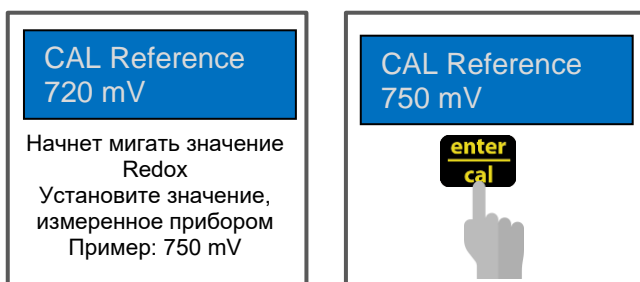 CAL Reference
720 mV
Начнет мигать значение
Redox
Установите значение,
измеренное прибором
Пример: 750 mV
CAL Reference
750 mV
enter
cal